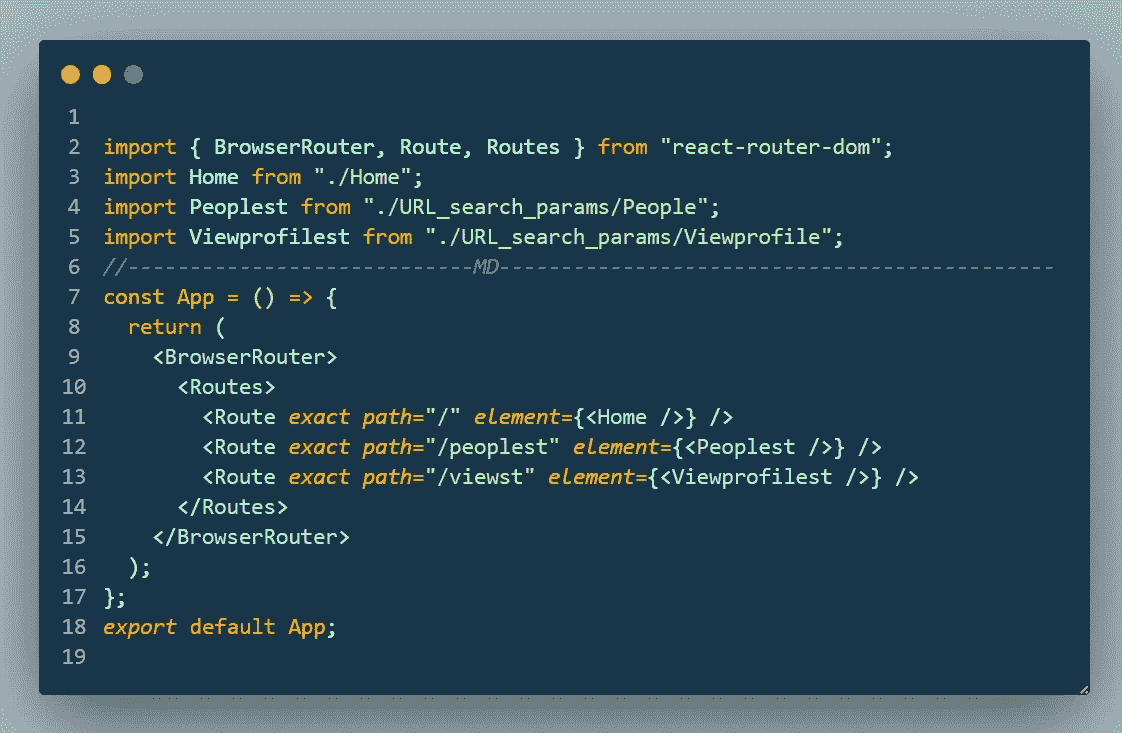 1
2 import { BrowserRouter, Route, Routes } from "react-router-dom";
3 import Home from "./Home";
4 import Peoplest from "./URL_search_params/People";
5 import Viewprofilest from "./URL_search_params/Viewprofile";
6 //----------------------------MD---------------------------------------------
7 const App = () => {
8   return (
9     <BrowserRouter>
10       <Routes>
11         <Route exact path="/" element={<Home />} />
12         <Route exact path="/peoplest" element={<Peoplest />} />
13         <Route exact path="/viewst" element={<Viewprofilest />} />
14       </Routes>
15     </BrowserRouter>
16   );
17 };
18 export default App;
19